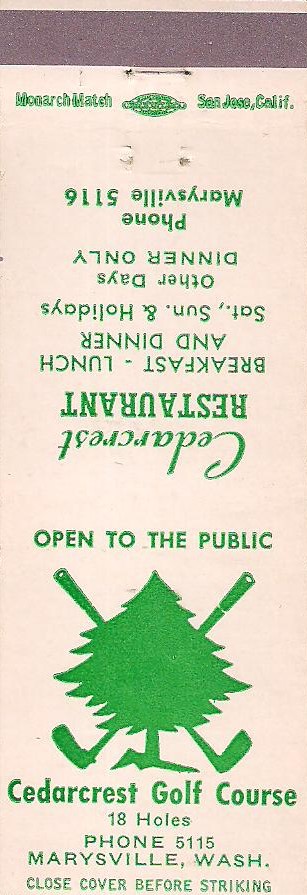 Monarch Match San Jose, Calif.
Cedarcrest
RESTAURANT
BREAKFAST - LUNCH
AND DINNER
Sat., Sun. & Holidays
Other Days
DINNER ONLY
Phone
Marysville 5116
OPEN TO THE PUBLIC
Cedarcrest Golf Course
18 Holes
PHONE 5115
MARYSVILLE, WASH.
CLOSE COVER BEFORE STRIKING